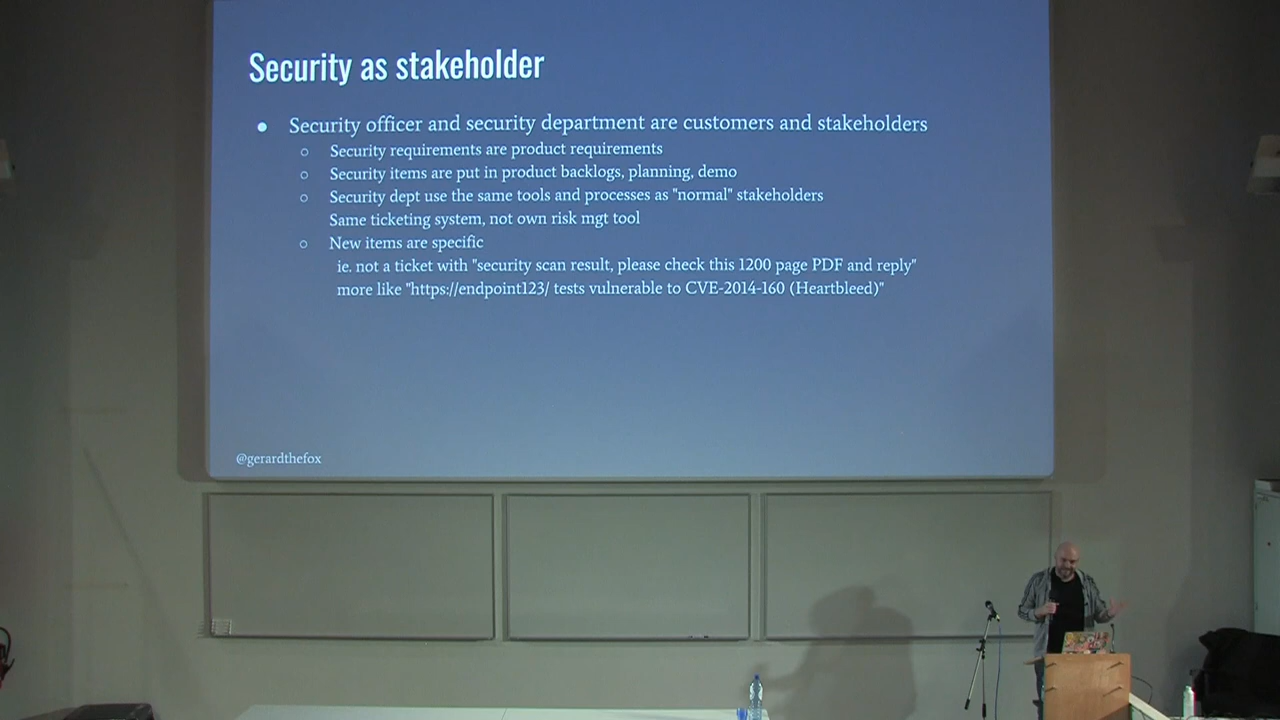 Security as stakeholder
● Security officer and security department are customers and stakeholders
○ Security requirements are product requirements
○ Security items are put in product backlogs, planning, demo
○ Security dept use the same tools and processes as "normal" stakeholders
Same ticketing system, not own risk mgt tool
○ New items are specific
ie. not a ticket with "security scan result, please check this 1200 page PDF and reply"
more like "https://endpoint123/ tests vulnerable to CVE-2014-160 (Heartbleed)"
@gerardthefox